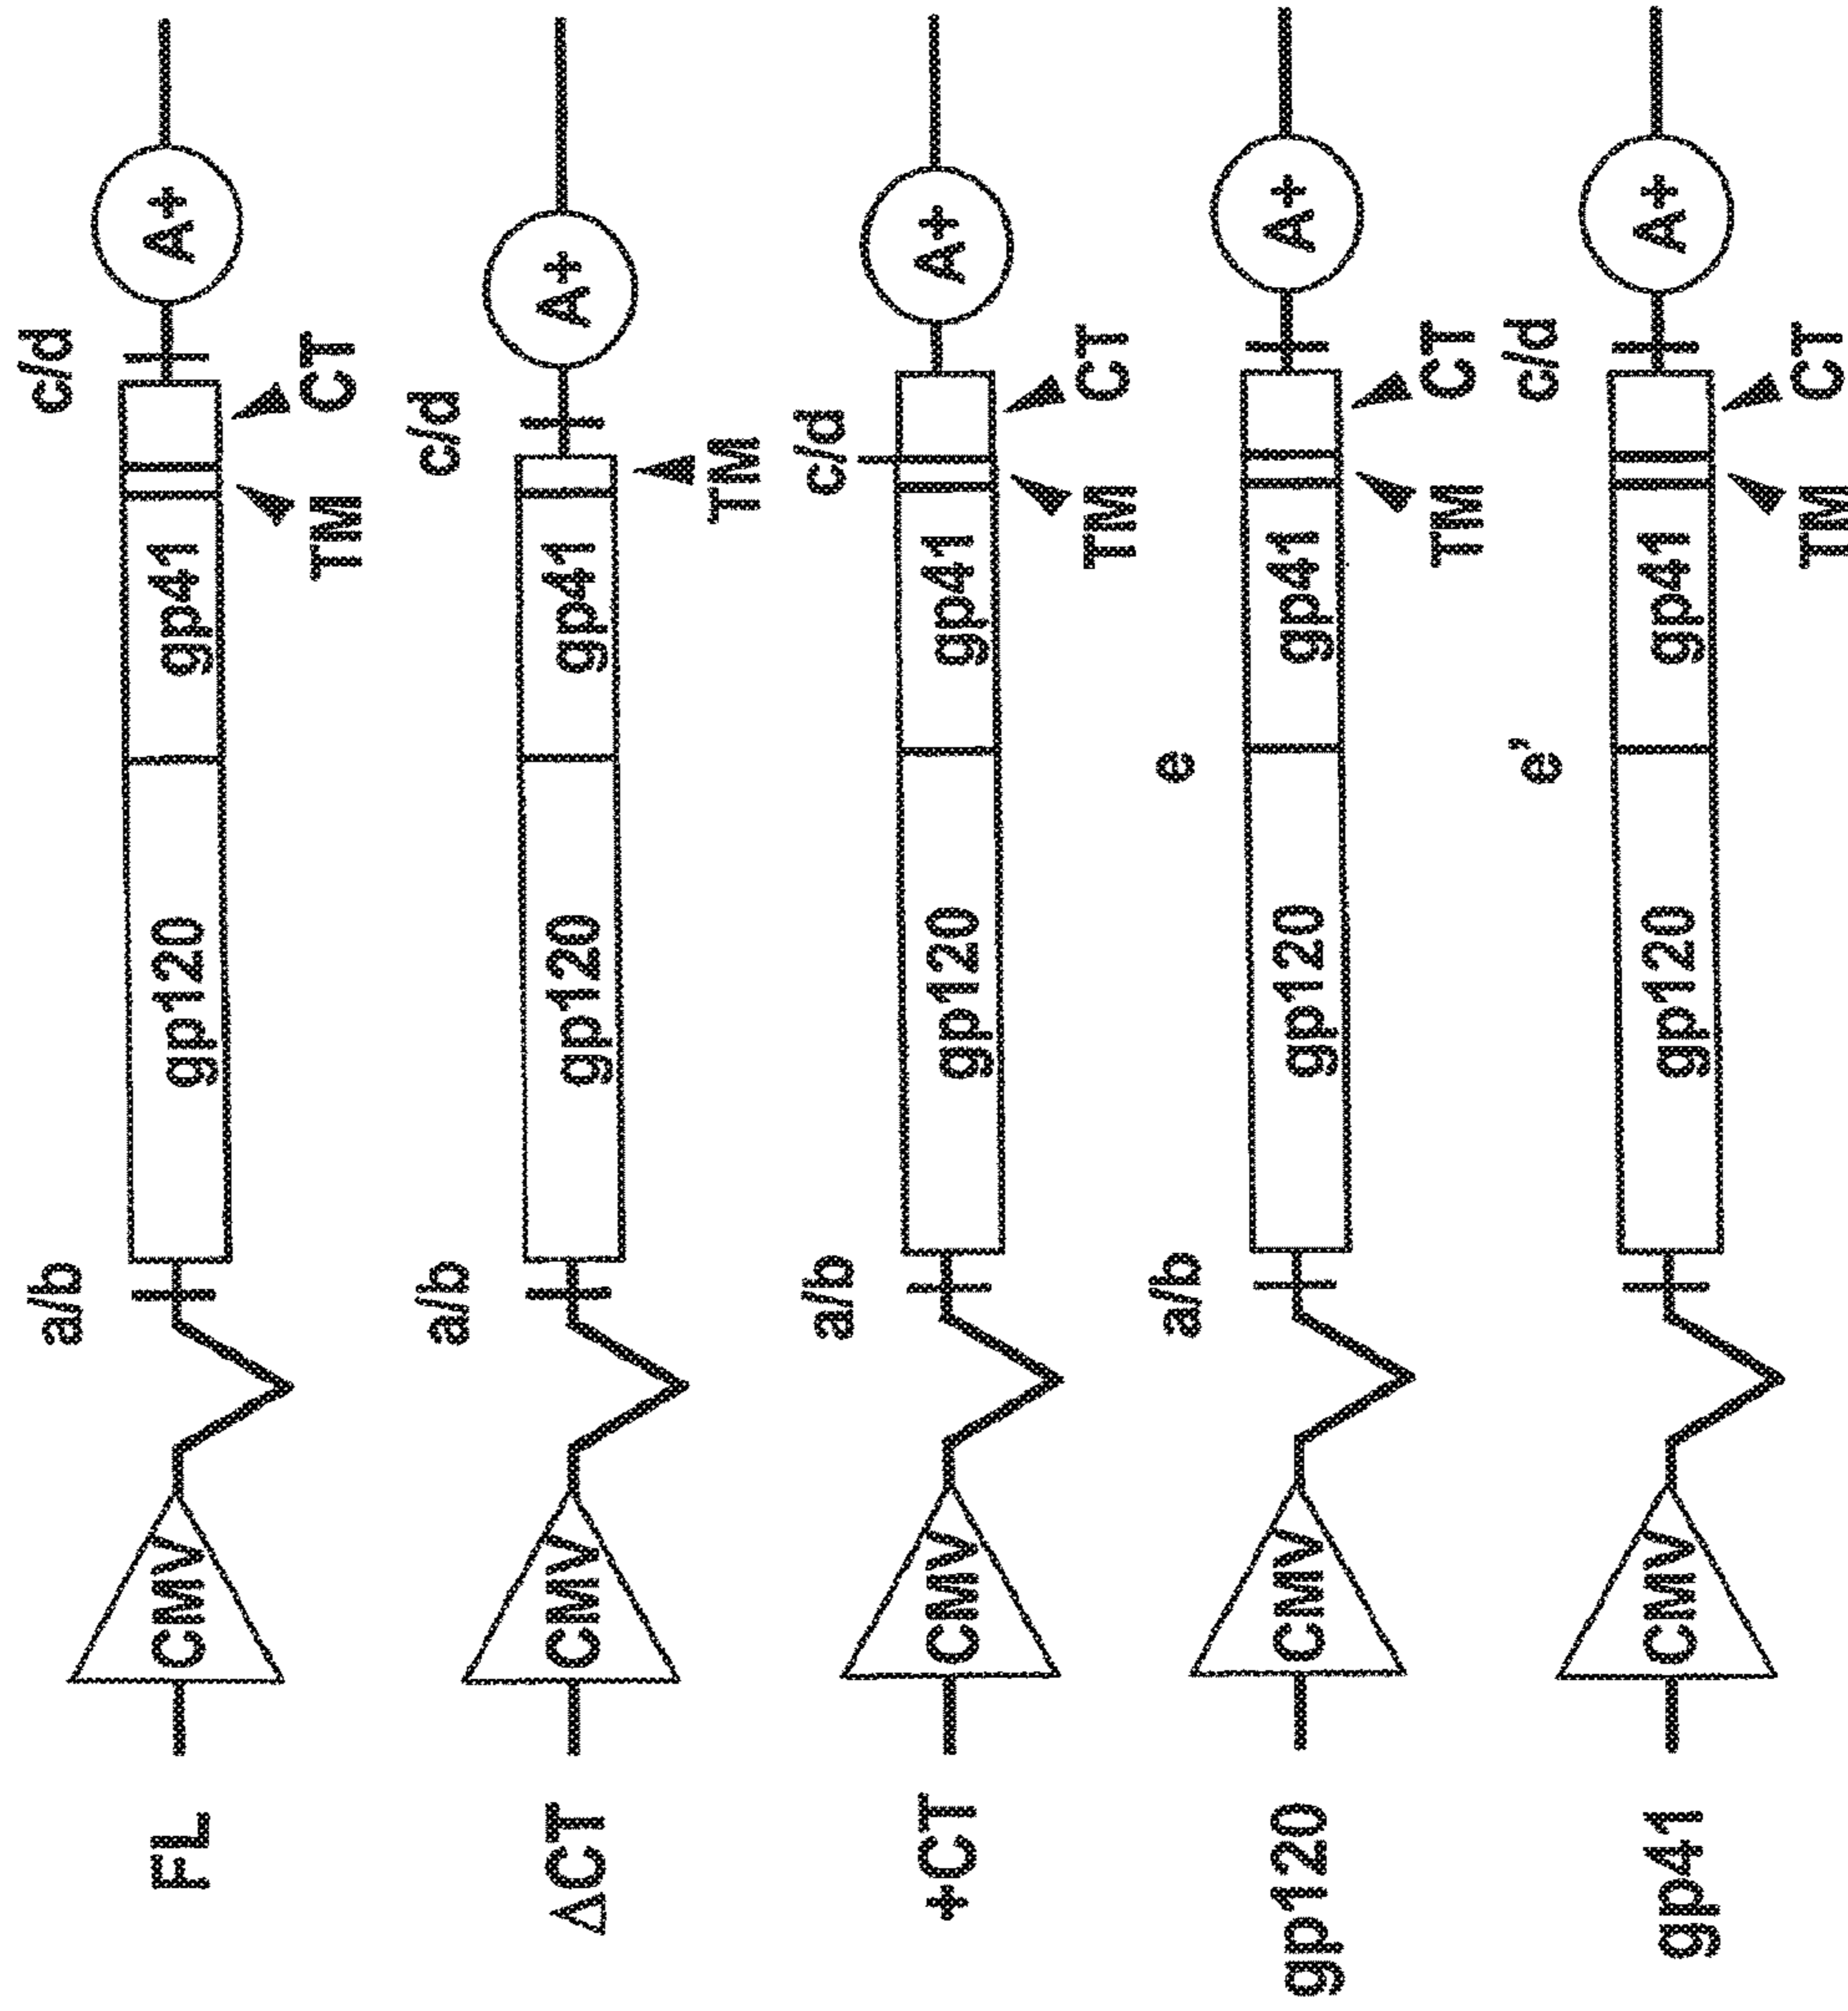 FL CMV a/b gp120 gp41 c/d A+
TM CT
ΔCT CMV a/b gp120 gp41 c/d A+
TM
+CT CMV a/b gp120 gp41 c/d A+
TM CT
gp120 CMV a/b gp120 e gp41 A+
TM CT
gp41 CMV gp120 e' gp41 c/d A+
TM CT